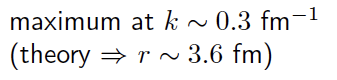 maximum at k ∼ 0.3 fm⁻¹
(theory ⇒ r ∼ 3.6 fm)